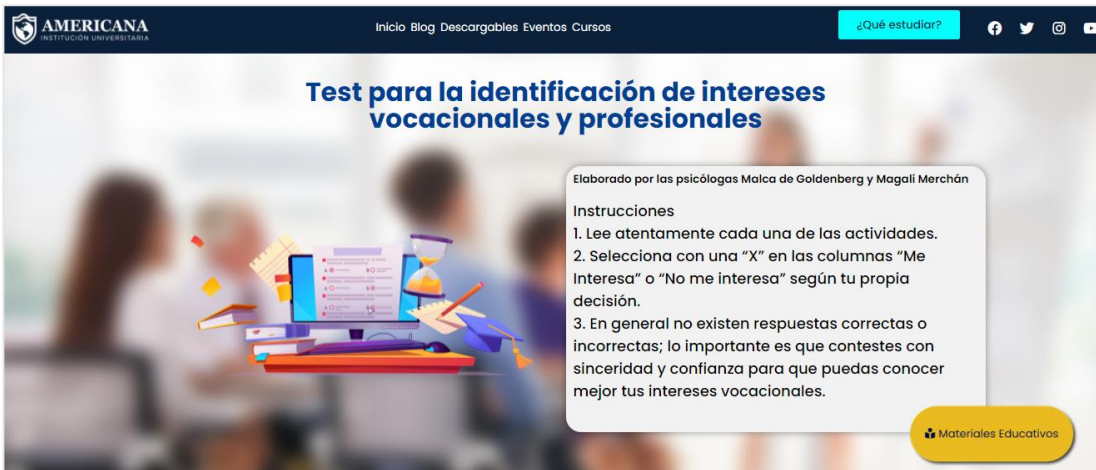 AMERICANA
INSTITUCIÓN UNIVERSITARIA
Inicio Blog Descargables Eventos Cursos
¿Qué estudiar?
Test para la identificación de intereses
vocacionales y profesionales
Elaborado por las psicólogas Malca de Goldenberg y Magali Merchán
Instrucciones
1. Lee atentamente cada una de las actividades.
2. Selecciona con una “X” en las columnas “Me
Interesa” o “No me interesa” según tu propia
decisión.
3. En general no existen respuestas correctas o
incorrectas; lo importante es que contestes con
sinceridad y confianza para que puedas conocer
mejor tus intereses vocacionales.
Materiales Educativos